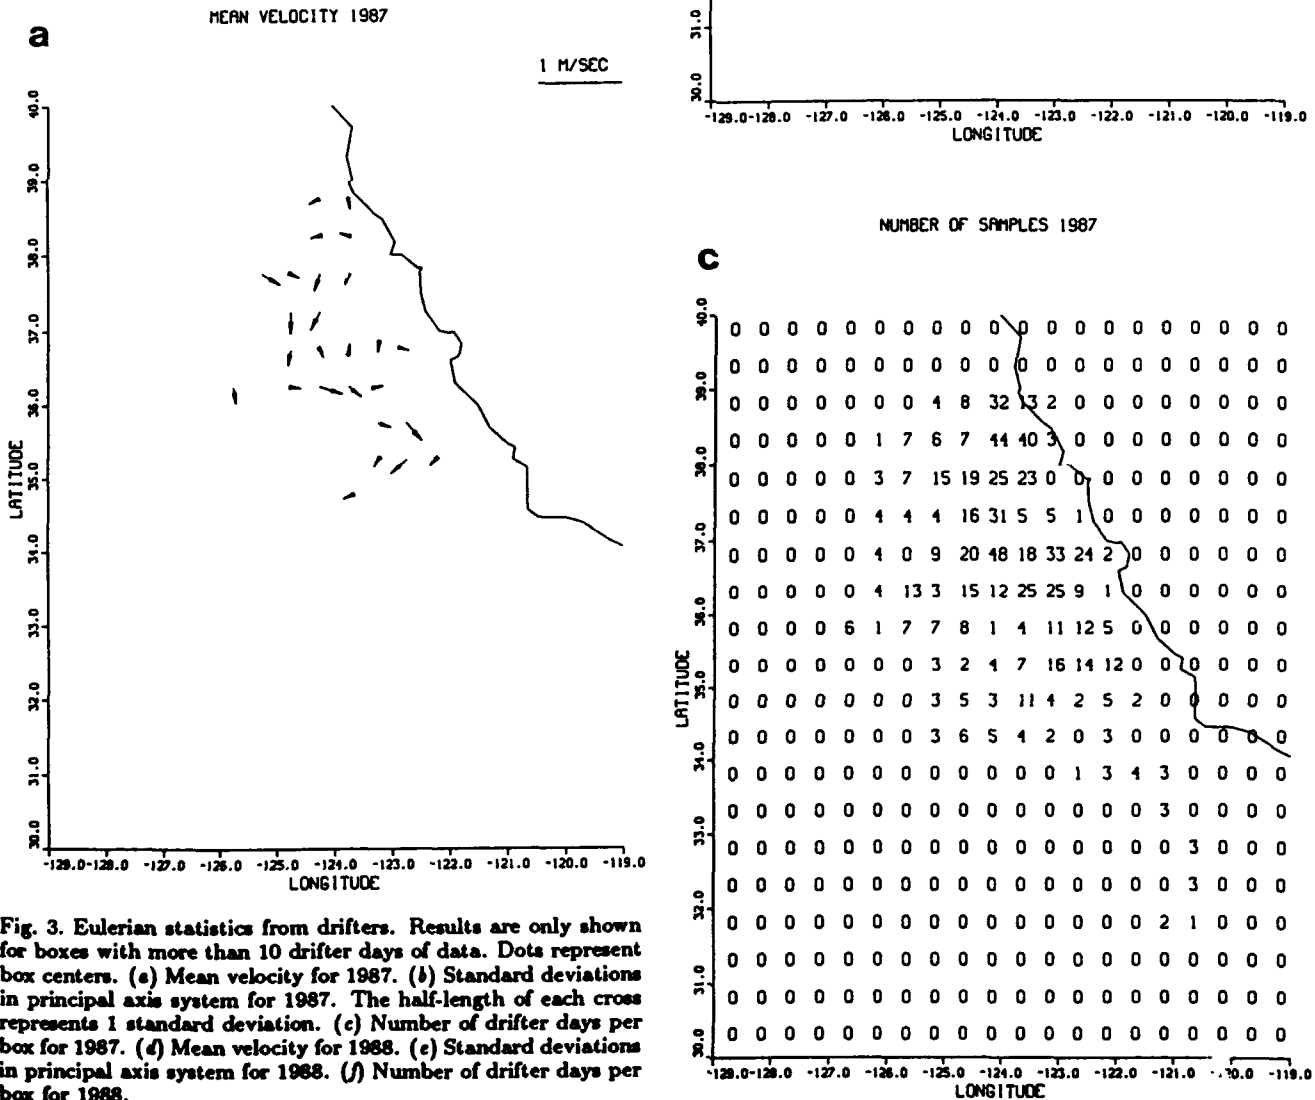 MEAN VELOCITY 1987
a
1 M/SEC
40.0
39.0
38.0
37.0
36.0
35.0
34.0
33.0
32.0
31.0
30.0
LATITUDE
-129.0 -128.0 -127.0 -126.0 -125.0 -124.0 -123.0 -122.0 -121.0 -120.0 -119.0
LONGITUDE
Fig. 3. Eulerian statistics from drifters. Results are only shown
for boxes with more than 10 drifter days of data. Dots represent
box centers. (a) Mean velocity for 1987. (b) Standard deviations
in principal axis system for 1987. The half-length of each cross
represents 1 standard deviation. (c) Number of drifter days per
box for 1987. (d) Mean velocity for 1988. (e) Standard deviations
in principal axis system for 1988. (f) Number of drifter days per
box for 1988.
31.0
30.0
-129.0 -128.0 -127.0 -126.0 -125.0 -124.0 -123.0 -122.0 -121.0 -120.0 -119.0
LONGITUDE
NUMBER OF SAMPLES 1987
c
40.0
39.0
38.0
37.0
36.0
35.0
34.0
33.0
32.0
31.0
30.0
LATITUDE
0 0 0 0 0 0 0 0 0 0 0 0 0 0 0 0 0 0 0 0
0 0 0 0 0 0 0 0 0 0 0 0 0 0 0 0 0 0 0 0
0 0 0 0 0 0 0 4 8 32 13 2 0 0 0 0 0 0 0 0
0 0 0 0 0 1 7 6 7 44 40 3 0 0 0 0 0 0 0 0
0 0 0 0 0 3 7 15 19 25 23 0 0 0 0 0 0 0 0 0
0 0 0 0 0 4 4 4 16 31 5 5 1 0 0 0 0 0 0 0
0 0 0 0 0 4 0 9 20 48 18 33 24 2 0 0 0 0 0 0
0 0 0 0 0 4 13 3 15 12 25 25 9 1 0 0 0 0 0 0
0 0 0 0 6 1 7 7 8 1 4 11 12 5 0 0 0 0 0 0
0 0 0 0 0 0 0 3 2 4 7 16 14 12 0 0 0 0 0 0
0 0 0 0 0 0 0 3 5 3 11 4 2 5 2 0 0 0 0 0
0 0 0 0 0 0 0 3 6 5 4 2 0 3 0 0 0 0 0 0
0 0 0 0 0 0 0 0 0 0 0 0 1 3 4 3 0 0 0 0
0 0 0 0 0 0 0 0 0 0 0 0 0 0 0 3 0 0 0 0
0 0 0 0 0 0 0 0 0 0 0 0 0 0 0 0 3 0 0 0
0 0 0 0 0 0 0 0 0 0 0 0 0 0 0 0 3 0 0 0
0 0 0 0 0 0 0 0 0 0 0 0 0 0 0 2 1 0 0 0
0 0 0 0 0 0 0 0 0 0 0 0 0 0 0 0 0 0 0 0
0 0 0 0 0 0 0 0 0 0 0 0 0 0 0 0 0 0 0 0
0 0 0 0 0 0 0 0 0 0 0 0 0 0 0 0 0 0 0 0
-129.0 -128.0 -127.0 -126.0 -125.0 -124.0 -123.0 -122.0 -121.0 -119.0
LONGITUDE